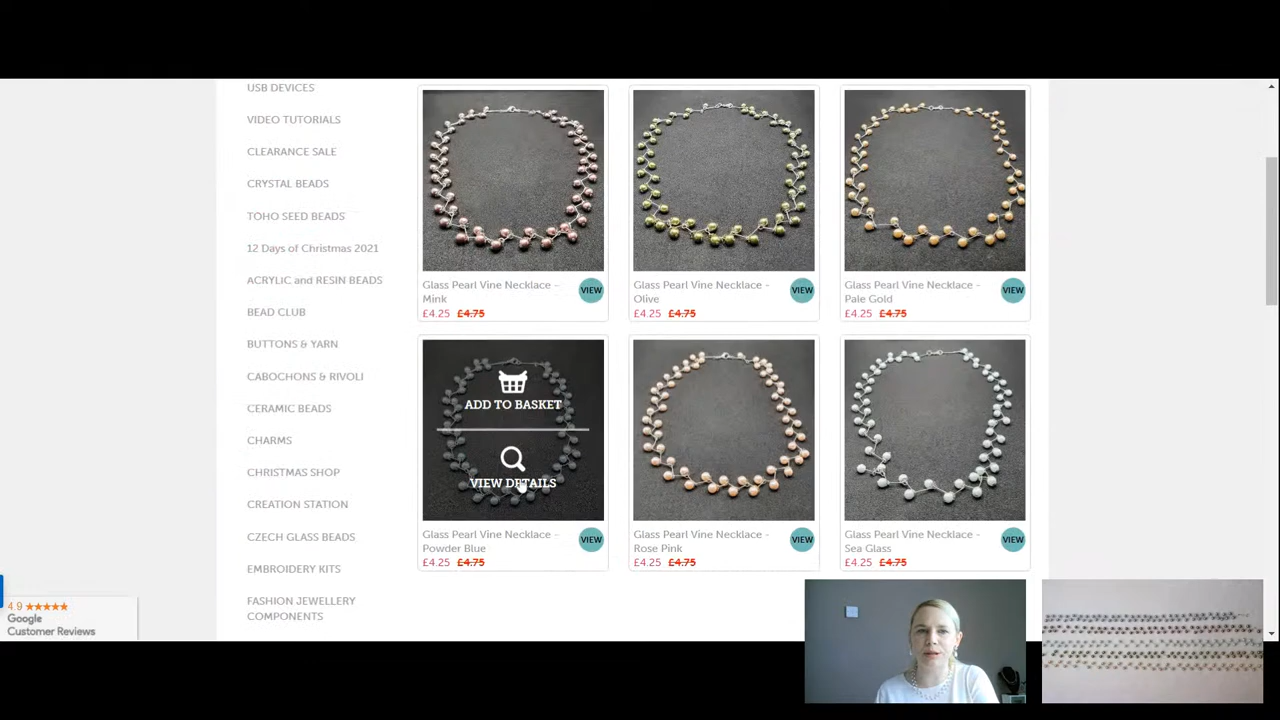 USB DEVICES
VIDEO TUTORIALS
CLEARANCE SALE
CRYSTAL BEADS
TOHO SEED BEADS
12 Days of Christmas 2021
ACRYLIC and RESIN BEADS
BEAD CLUB
BUTTONS & YARN
CABOCHONS & RIVOLI
CERAMIC BEADS
CHARMS
CHRISTMAS SHOP
CREATION STATION
CZECH GLASS BEADS
EMBROIDERY KITS
FASHION JEWELLERY
COMPONENTS
Glass Pearl Vine Necklace -
Mink
£4.25 £4.75
VIEW
Glass Pearl Vine Necklace -
Olive
£4.25 £4.75
VIEW
Glass Pearl Vine Necklace -
Pale Gold
£4.25 £4.75
VIEW
ADD TO BASKET
VIEW DETAILS
Glass Pearl Vine Necklace -
Powder Blue
£4.25 £4.75
VIEW
Glass Pearl Vine Necklace -
Rose Pink
£4.25 £4.75
VIEW
Glass Pearl Vine Necklace -
Sea Glass
£4.25 £4.75
VIEW
4.9 ★★★★★
Google
Customer Reviews